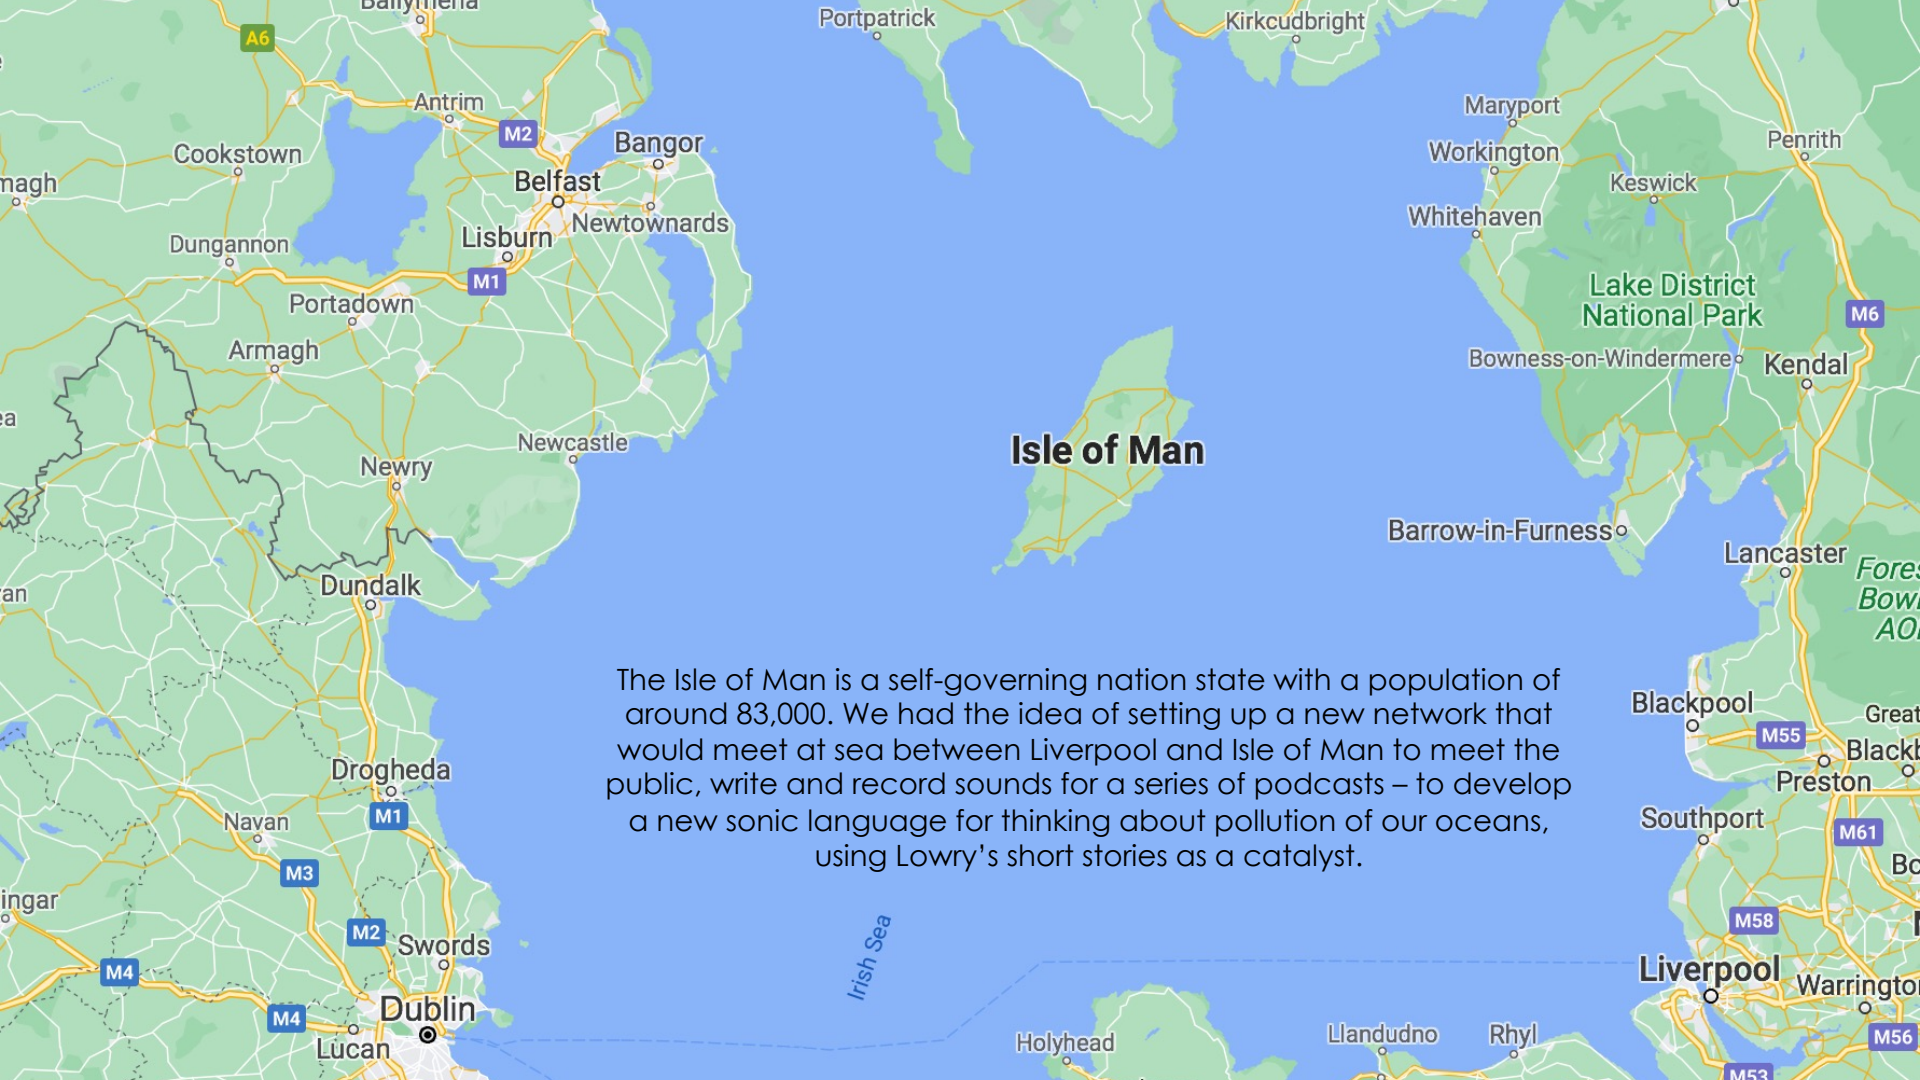 Portpatrick
Kirkcudbright
A6
Antrim
M2
Bangor
Maryport
Penrith
Cookstown
Workington
Belfast
Keswick
Newtownards
Whitehaven
Dungannon
Lisburn
M1
Lake District
National Park
Portadown
M6
Armagh
Bowness-on-Windermere
Kendal
Newcastle
Isle of Man
Newry
Barrow-in-Furness
Lancaster
Dundalk
The Isle of Man is a self-governing nation state with a population of
around 83,000. We had the idea of setting up a new network that
would meet at sea between Liverpool and Isle of Man to meet the
public, write and record sounds for a series of podcasts – to develop
a new sonic language for thinking about pollution of our oceans,
using Lowry's short stories as a catalyst.
Blackpool
Great
M55
Drogheda
Preston
M1
Navan
Southport
M61
M3
M58
M2
Swords
Irish Sea
M4
Liverpool
Dublin
M4
Lucan
Holyhead
Llandudno
Rhyl
M56
M53